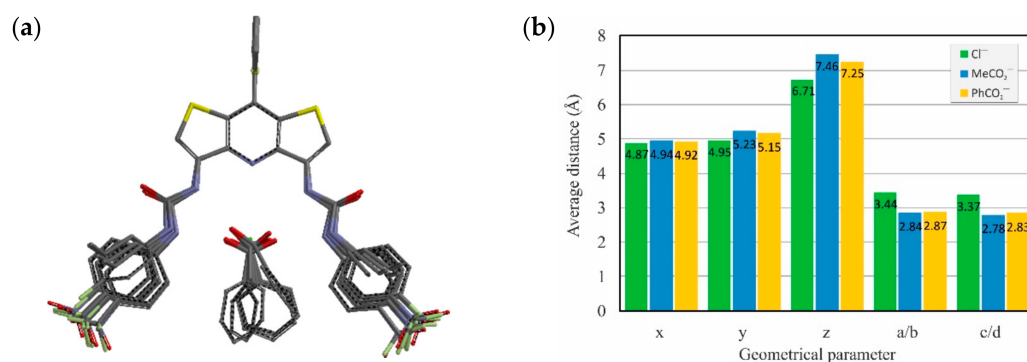 (a)
(b)
8
7
6
5
4
3
2
1
0
Average distance (Å)
Cl⁻
MeCO₂⁻
PhCO₂⁻
4.87 4.94 4.92
4.95 5.23 5.15
6.71 7.46 7.25
3.44 2.84 2.87
3.37 2.78 2.83
x y z a/b c/d
Geometrical parameter